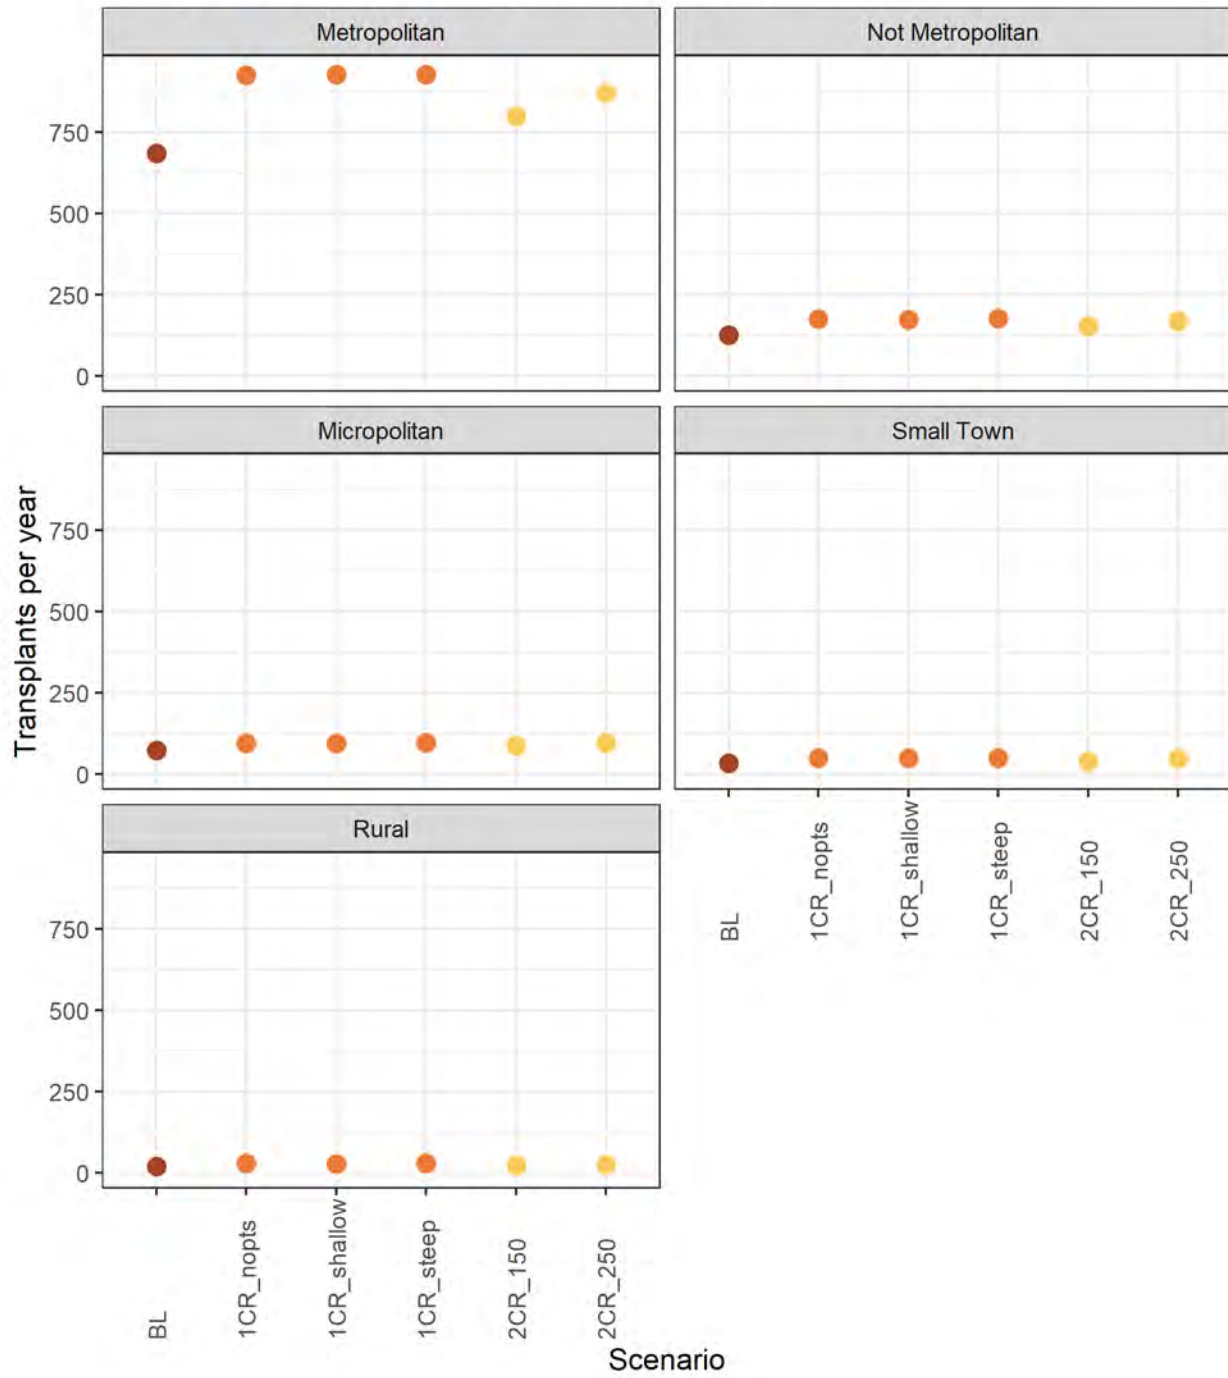 Metropolitan
Not Metropolitan
750
500
250
0
Micropolitan
Small Town
Transplants per year
750
500
250
0
BL
1CR_nopts
1CR_shallow
1CR_steep
2CR_150
2CR_250
Rural
750
500
250
0
BL
1CR_nopts
1CR_shallow
1CR_steep
2CR_150
2CR_250
Scenario